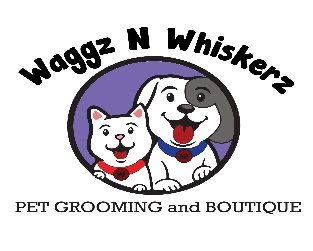 Waggz N Whiskerz
PET GROOMING and BOUTIQUE